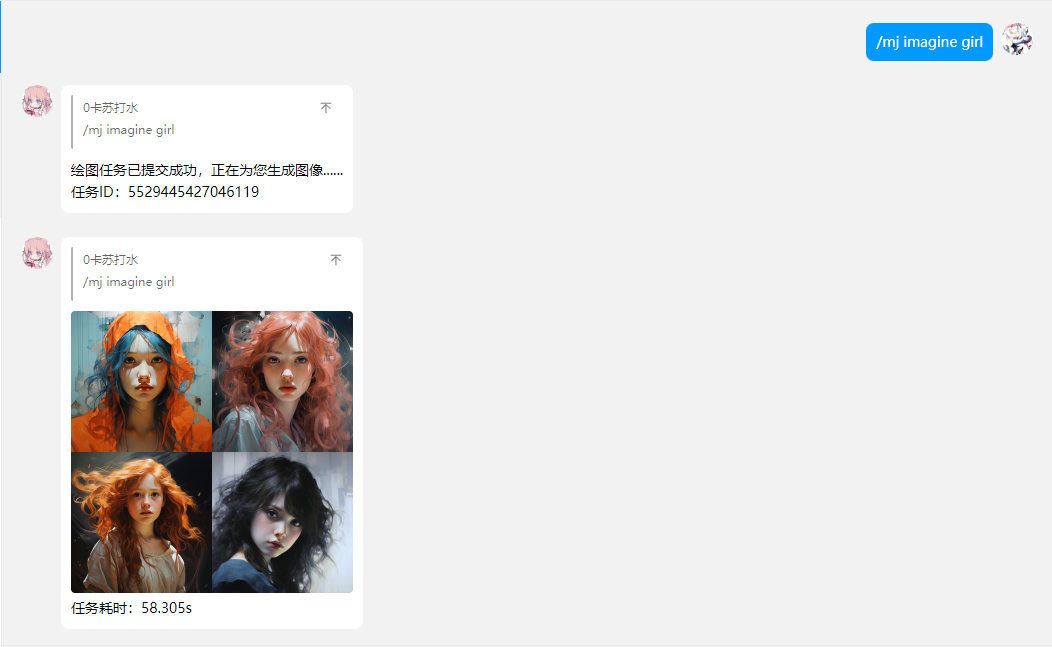 /mj imagine girl
0卡苏打水
/mj imagine girl
绘图任务已提交成功，正在为您生成图像......
任务ID：5529445427046119
0卡苏打水
/mj imagine girl
任务耗时：58.305s